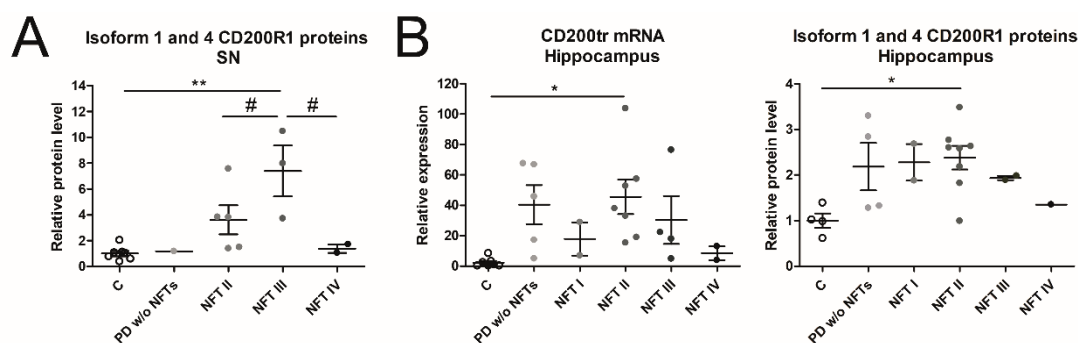 A
Isoform 1 and 4 CD200R1 proteins
SN
Relative protein level
14
12
10
8
6
4
2
0
**
#
#
C
PD w/o NFTs
NFT II
NFT III
NFT IV
B
CD200tr mRNA
Hippocampus
Relative expression
120
100
80
60
40
20
0
*
C
PD w/o NFTs
NFT I
NFT II
NFT III
NFT IV
Isoform 1 and 4 CD200R1 proteins
Hippocampus
Relative protein level
4
3
2
1
0
*
C
PD w/o NFTs
NFT I
NFT II
NFT III
NFT IV